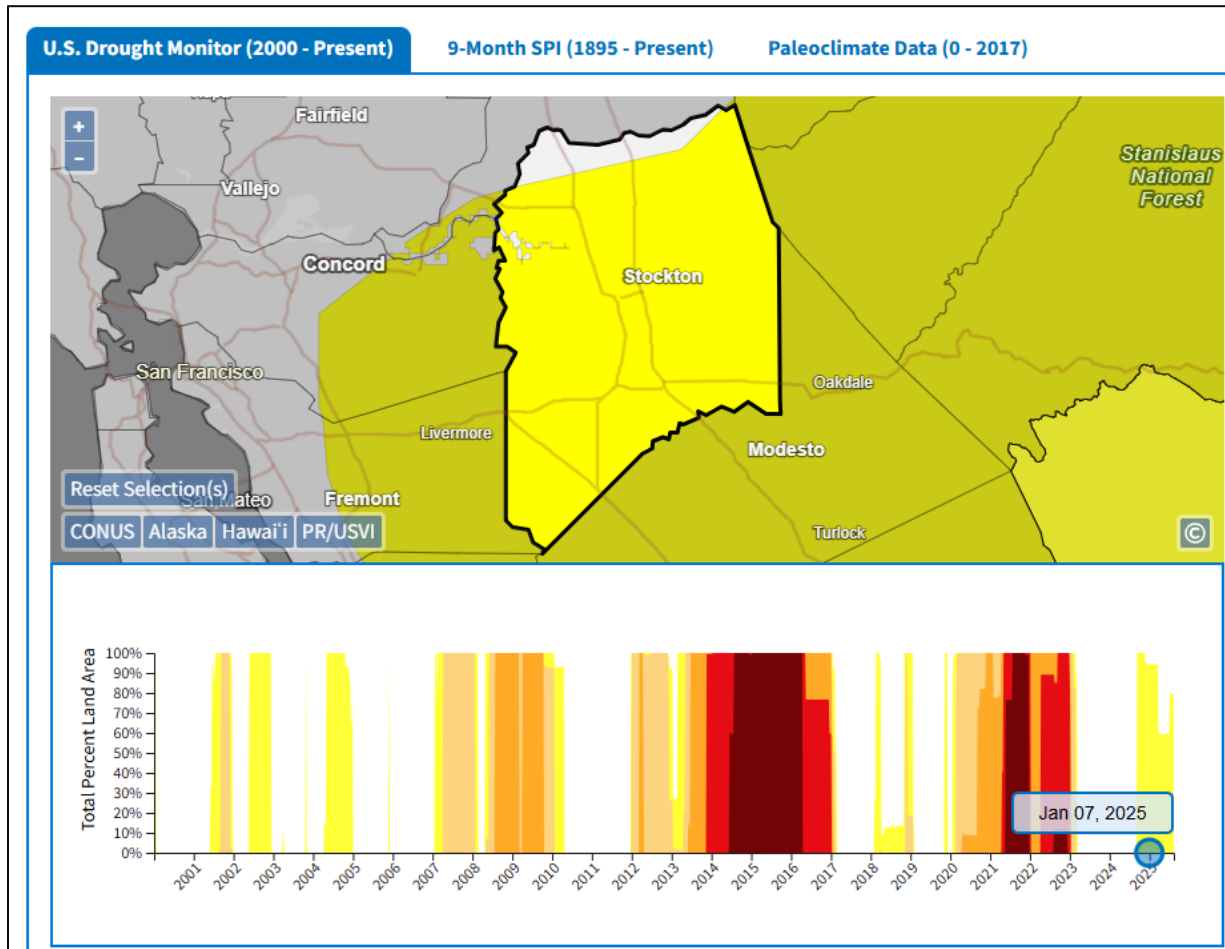 U.S. Drought Monitor (2000 - Present)
9-Month SPI (1895 - Present)
Paleoclimate Data (0 - 2017)
+
−
Fairfield
Vallejo
Stanislaus
National
Forest
Concord
Stockton
San Francisco
Oakdale
Livermore
Modesto
Reset Selection(s)
San Mateo
Fremont
CONUS
Alaska
Hawaiʻi
PR/USVI
Turlock
©
Total Percent Land Area
100%
90%
80%
70%
60%
50%
40%
30%
20%
10%
0%
Jan 07, 2025
2001
2002
2003
2004
2005
2006
2007
2008
2009
2010
2011
2012
2013
2014
2015
2016
2017
2018
2019
2020
2021
2022
2023
2024
2025